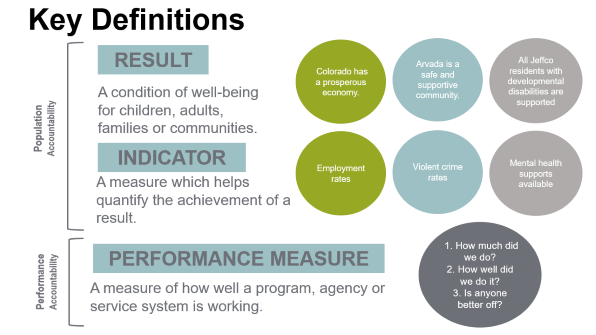 Key Definitions
Population
Accountability
RESULT
A condition of well-being
for children, adults,
families or communities.
Colorado has
a prosperous
economy.
Arvada is a
safe and
supportive
community.
All Jeffco
residents with
developmental
disabilities are
supported
INDICATOR
A measure which helps
quantify the achievement of a
result.
Employment
rates
Violent crime
rates
Mental health
supports
available
Performance
Accountability
PERFORMANCE MEASURE
A measure of how well a program, agency or
service system is working.
1. How much did
we do?
2. How well did
we do it?
3. Is anyone
better off?